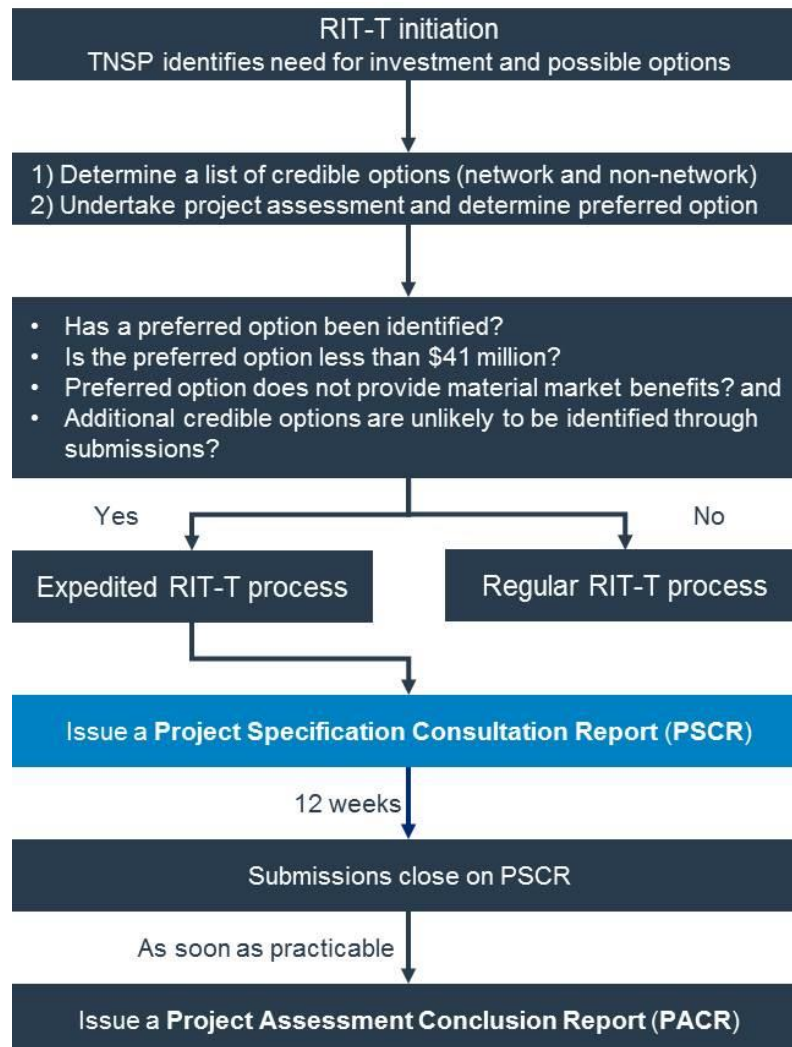 RIT-T initiation
TNSP identifies need for investment and possible options
1) Determine a list of credible options (network and non-network)
2) Undertake project assessment and determine preferred option
• Has a preferred option been identified?
• Is the preferred option less than $41 million?
• Preferred option does not provide material market benefits? and
• Additional credible options are unlikely to be identified through
submissions?
Yes
No
Expedited RIT-T process
Regular RIT-T process
Issue a Project Specification Consultation Report (PSCR)
12 weeks
Submissions close on PSCR
As soon as practicable
Issue a Project Assessment Conclusion Report (PACR)